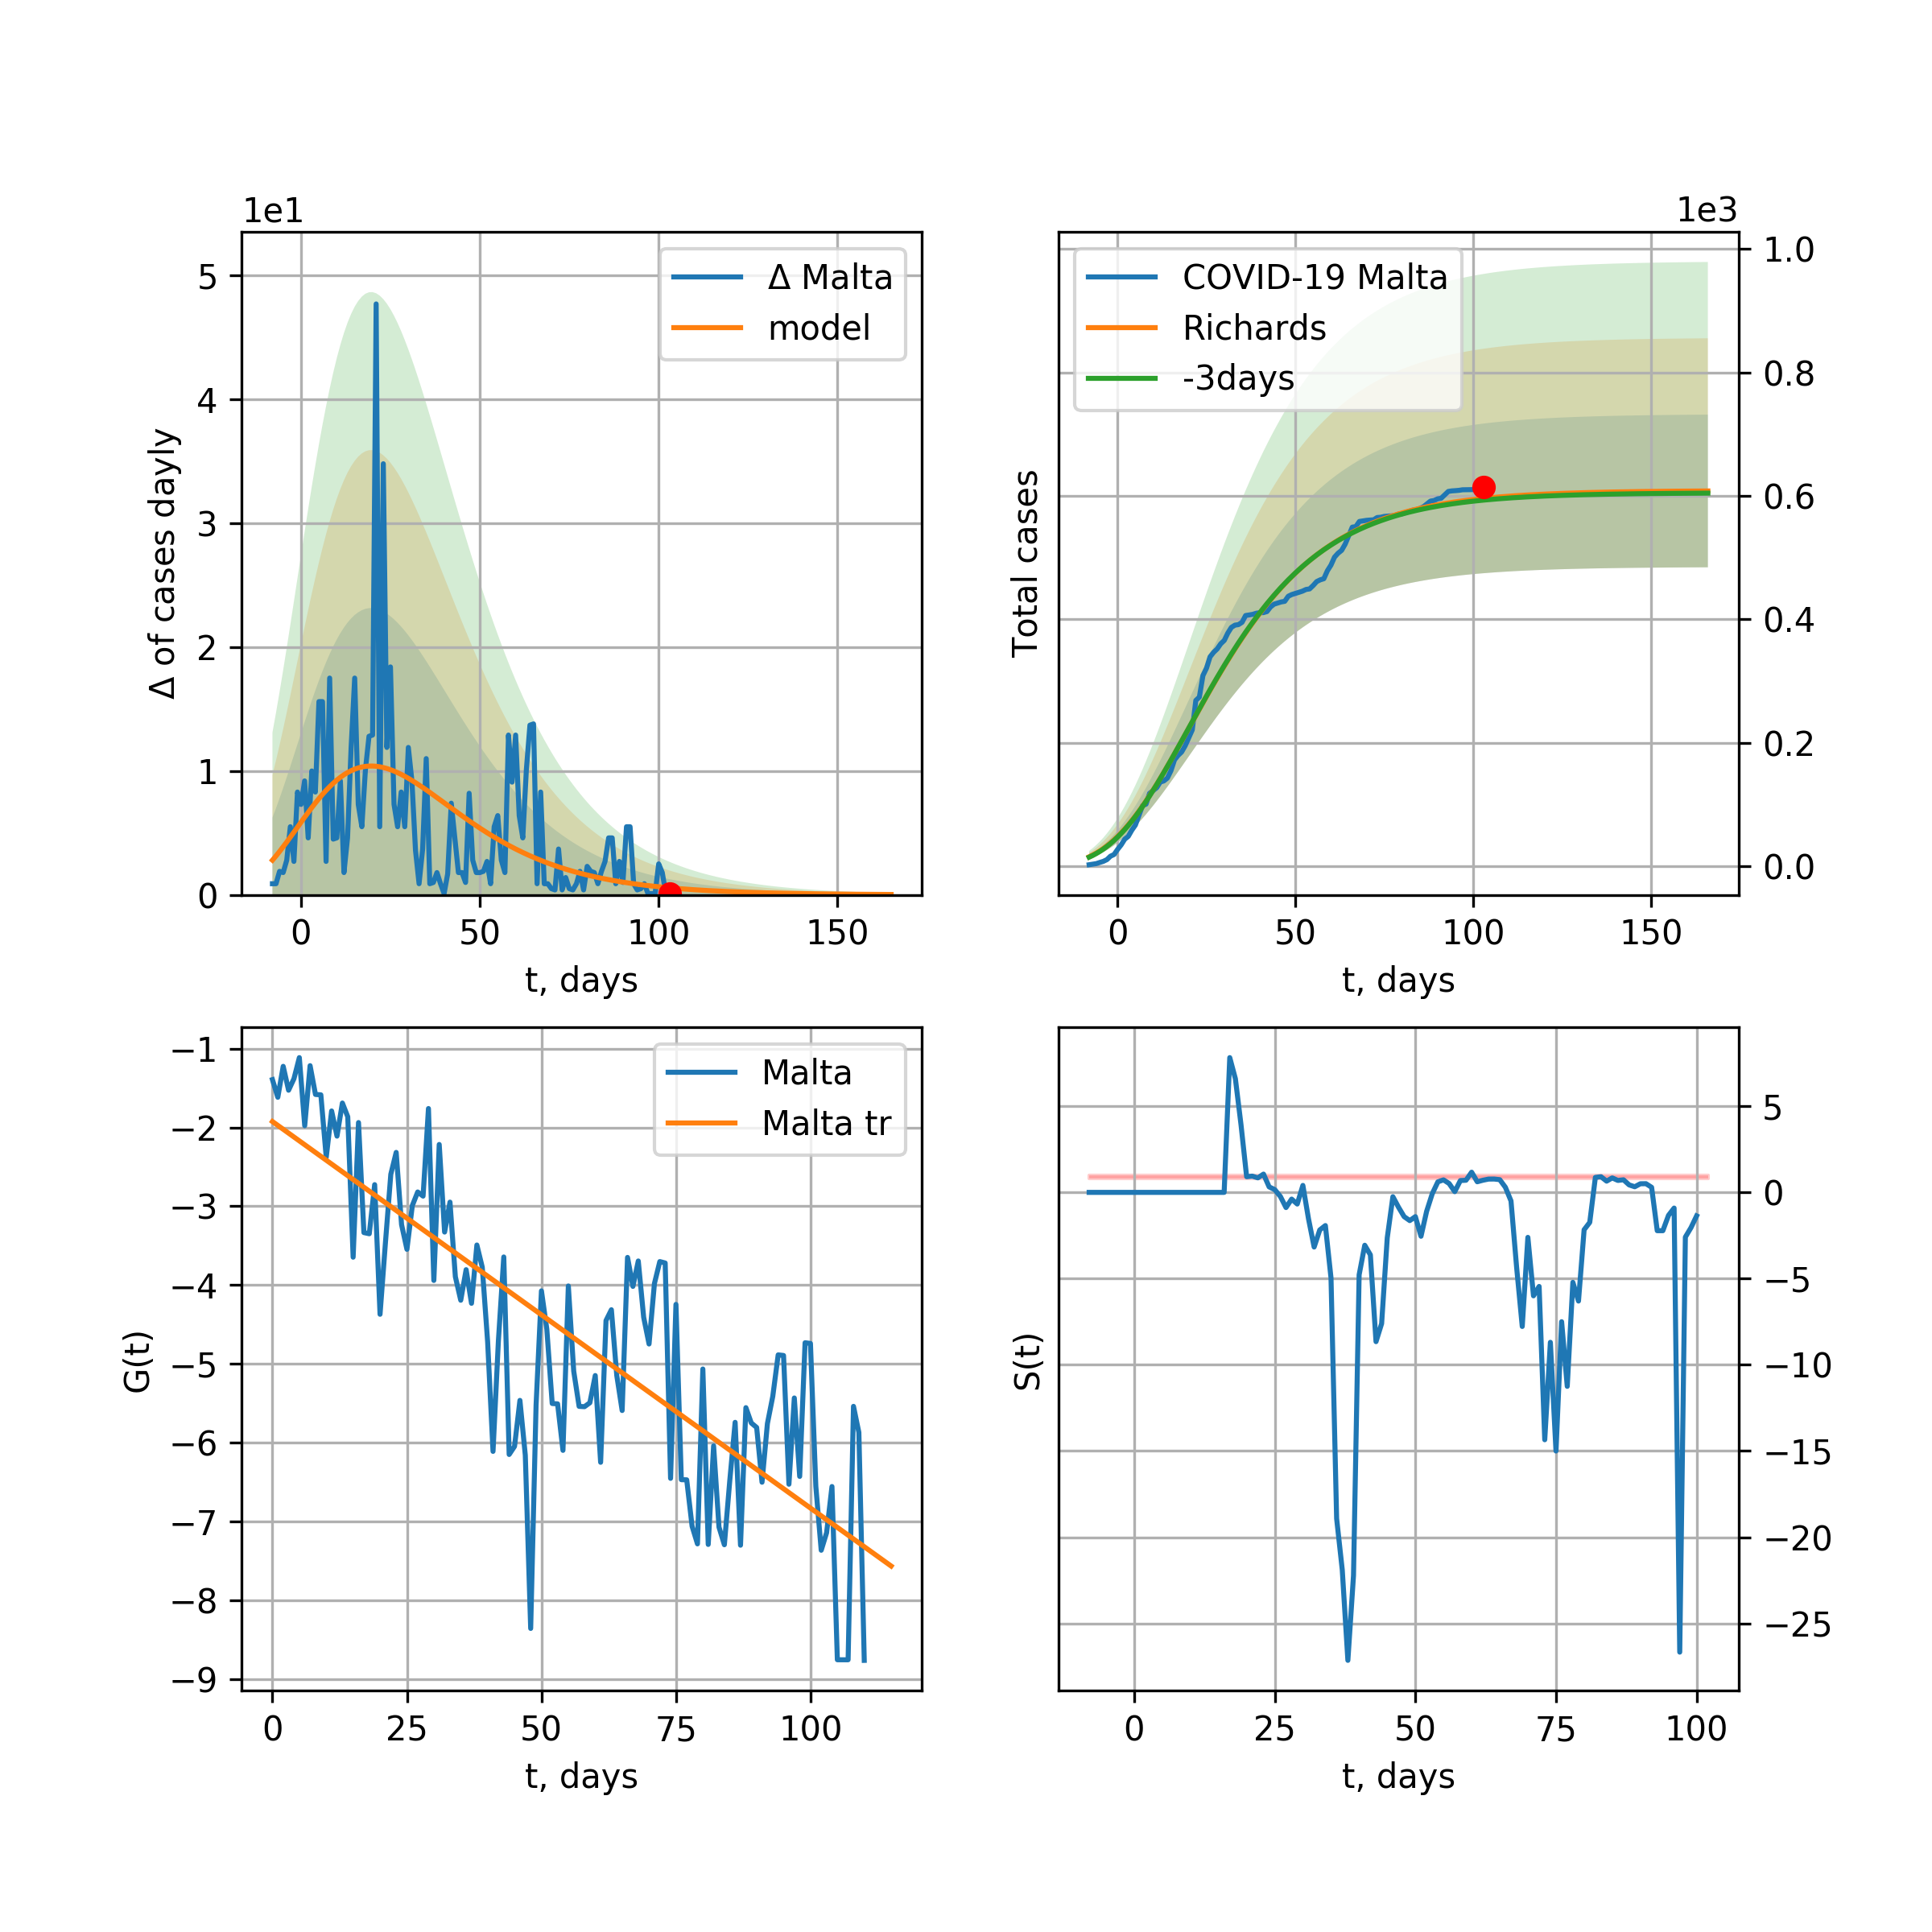 1e1
5
4
3
2
1
0
Δ of cases dayly
Δ Malta
model
0 50 100 150
t, days
1e3
1.0
0.8
0.6
0.4
0.2
0.0
Total cases
COVID-19 Malta
Richards
-3days
0 50 100 150
t, days
−1
−2
−3
−4
−5
−6
−7
−8
−9
G(t)
Malta
Malta tr
0 25 50 75 100
t, days
5
0
−5
−10
−15
−20
−25
S(t)
0 25 50 75 100
t, days